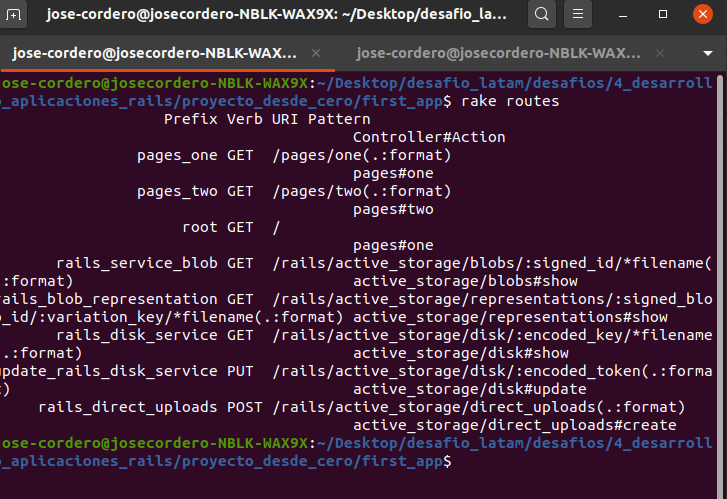 jose-cordero@josecordero-NBLK-WAX9X: ~/Desktop/desafio_la...
jose-cordero@josecordero-NBLK-WAX... × jose-cordero@josecordero-NBLK-WAX... ×
ose-cordero@josecordero-NBLK-WAX9X:~/Desktop/desafio_latam/desafios/4_desarroll
o_aplicaciones_rails/proyecto_desde_cero/first_app$ rake routes
Prefix Verb URI Pattern
Controller#Action
pages_one GET /pages/one(.:format)
pages#one
pages_two GET /pages/two(.:format)
pages#two
root GET /
pages#one
rails_service_blob GET /rails/active_storage/blobs/:signed_id/*filename(
.:format) active_storage/blobs#show
rails_blob_representation GET /rails/active_storage/representations/:signed_blo
b_id/:variation_key/*filename(.:format) active_storage/representations#show
rails_disk_service GET /rails/active_storage/disk/:encoded_key/*filename
(.:format) active_storage/disk#show
update_rails_disk_service PUT /rails/active_storage/disk/:encoded_token(.:forma
t) active_storage/disk#update
rails_direct_uploads POST /rails/active_storage/direct_uploads(.:format)
active_storage/direct_uploads#create
ose-cordero@josecordero-NBLK-WAX9X:~/Desktop/desafio_latam/desafios/4_desarroll
o_aplicaciones_rails/proyecto_desde_cero/first_app$